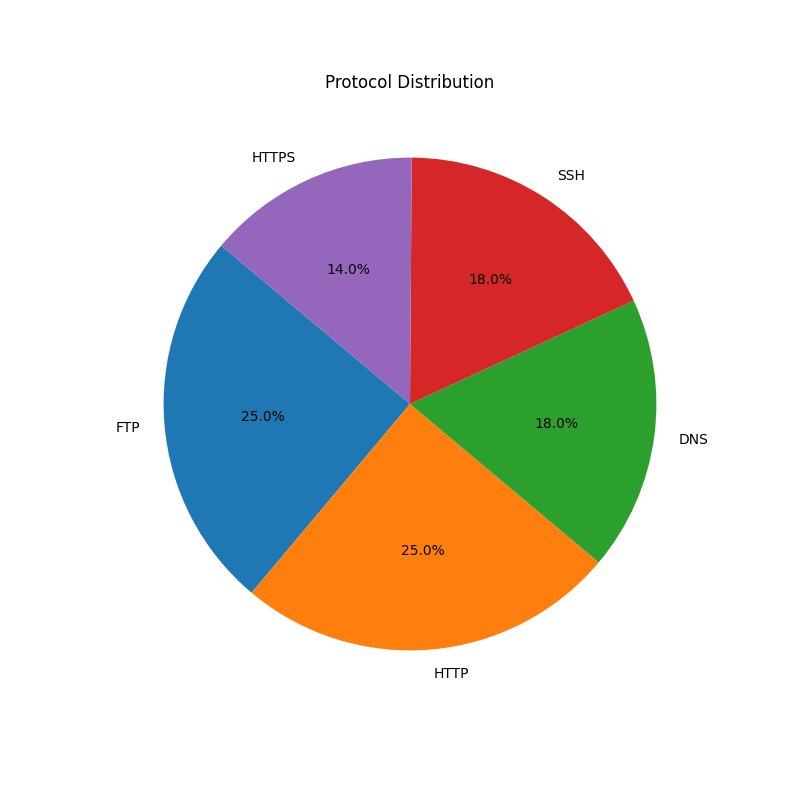 Protocol Distribution
HTTPS
SSH
14.0%
18.0%
FTP
25.0%
18.0%
DNS
25.0%
HTTP